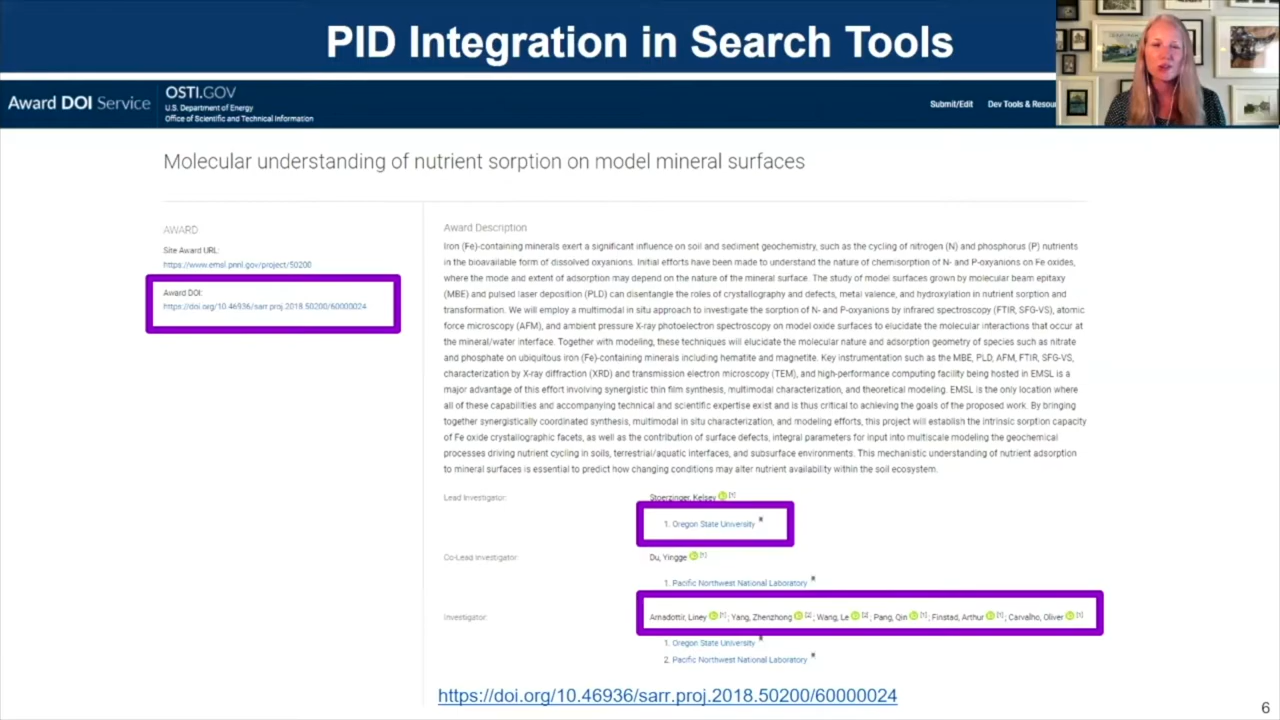 PID Integration in Search Tools
Award DOI Service
OSTI.GOV
U.S. Department of Energy
Office of Scientific and Technical Information
Submit/Edit
Dev Tools &
Molecular understanding of nutrient sorption on model mineral surfaces
AWARD
Site Award URL:
https://www.emsl.pnnl.gov/project/50200
Award DOI:
https://doi.org/10.46936/sarr.proj.2018.50200/60000024
Award Description
Iron (Fe)-containing minerals exert a significant influence on soil and sediment geochemistry, such as the cycling of nitrogen (N) and phosphorus (P) nutrients
in the bioavailable form of dissolved oxyanions. Initial efforts have been made to understand the nature of chemisorption of N- and P-oxyanions on Fe oxides,
where the mode and extent of adsorption may depend on the nature of the mineral surface. The study of model surfaces grown by molecular beam epitaxy
(MBE) and pulsed laser deposition (PLD) can disentangle the roles of crystallography and defects, metal valence, and hydroxylation in nutrient sorption and
transformation. We will employ a multimodal in situ approach to investigate the sorption of N- and P-oxyanions by infrared spectroscopy (FTIR, SFG-VS), atomic
force microscopy (AFM), and ambient pressure X-ray photoelectron spectroscopy on model oxide surfaces to elucidate the molecular interactions that occur at
the mineral/water interface. Together with modeling, these techniques will elucidate the molecular nature and adsorption geometry of species such as nitrate
and phosphate on ubiquitous iron (Fe)-containing minerals including hematite and magnetite. Key instrumentation such as the MBE, PLD, AFM, FTIR, SFG-VS,
characterization by X-ray diffraction (XRD) and transmission electron microscopy (TEM), and high-performance computing facility being hosted in EMSL is a
major advantage of this effort involving synergistic thin film synthesis, multimodal characterization, and theoretical modeling. EMSL is the only location where
all of these capabilities and accompanying technical and scientific expertise exist and is thus critical to achieving the goals of the proposed work. By bringing
together synergistically coordinated synthesis, multimodal in situ characterization, and modeling efforts, this project will establish the intrinsic sorption capacity
of Fe oxide crystallographic facets, as well as the contribution of surface defects, integral parameters for input into multiscale modeling the geochemical
processes driving nutrient cycling in soils, terrestrial/aquatic interfaces, and subsurface environments. This mechanistic understanding of nutrient adsorption
to mineral surfaces is essential to predict how changing conditions may alter nutrient availability within the soil ecosystem.
Lead Investigator:
Stoerzinger, Kelsey [1]
1. Oregon State University
Co-Lead Investigator:
Du, Yingge [1]
1. Pacific Northwest National Laboratory
Investigator:
Arnadottir, Liney [1]; Yang, Zhenzhong [2]; Wang, Le [2]; Pang, Qin [1]; Finstad, Arthur [1]; Carvalho, Oliver [1]
1. Oregon State University
2. Pacific Northwest National Laboratory
https://doi.org/10.46936/sarr.proj.2018.50200/60000024
6